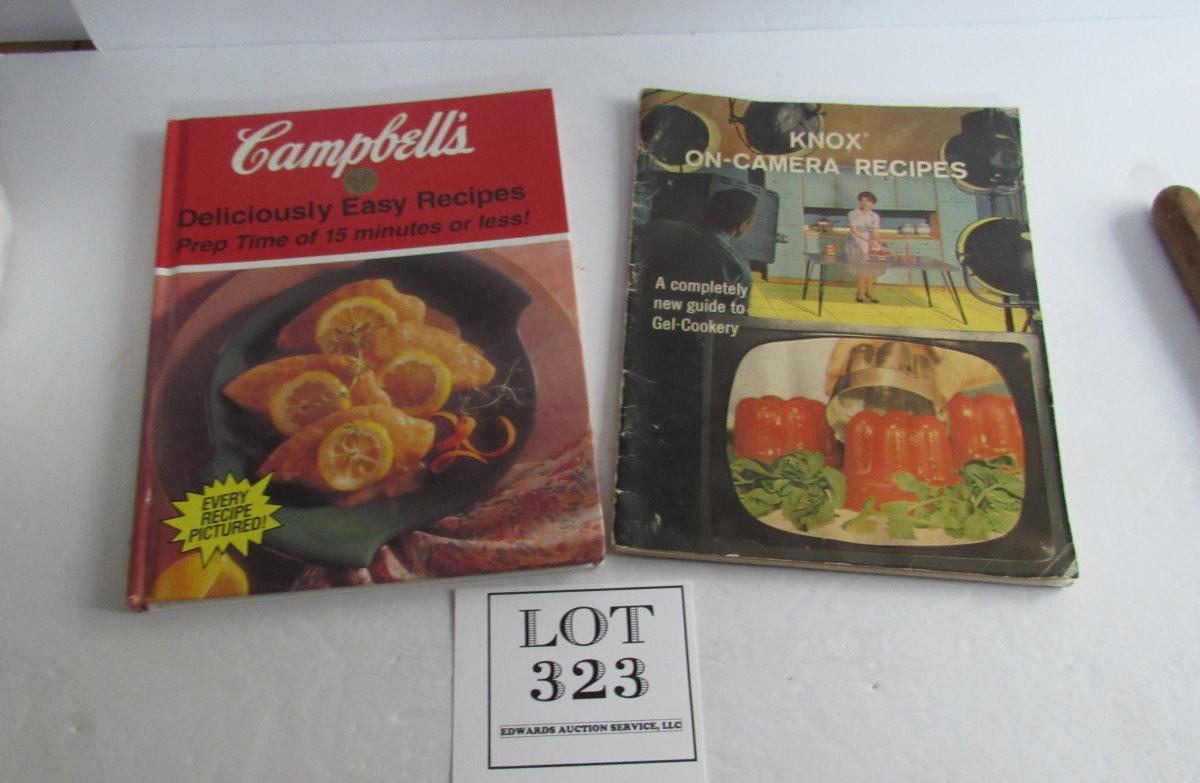 Campbell's
Deliciously Easy Recipes
Prep Time of 15 minutes or less!
EVERY
RECIPE
PICTURED!
KNOX®
ON-CAMERA RECIPES
A completely
new guide to
Gel-Cookery
LOT
323
EDWARDS AUCTION SERVICE, LLC